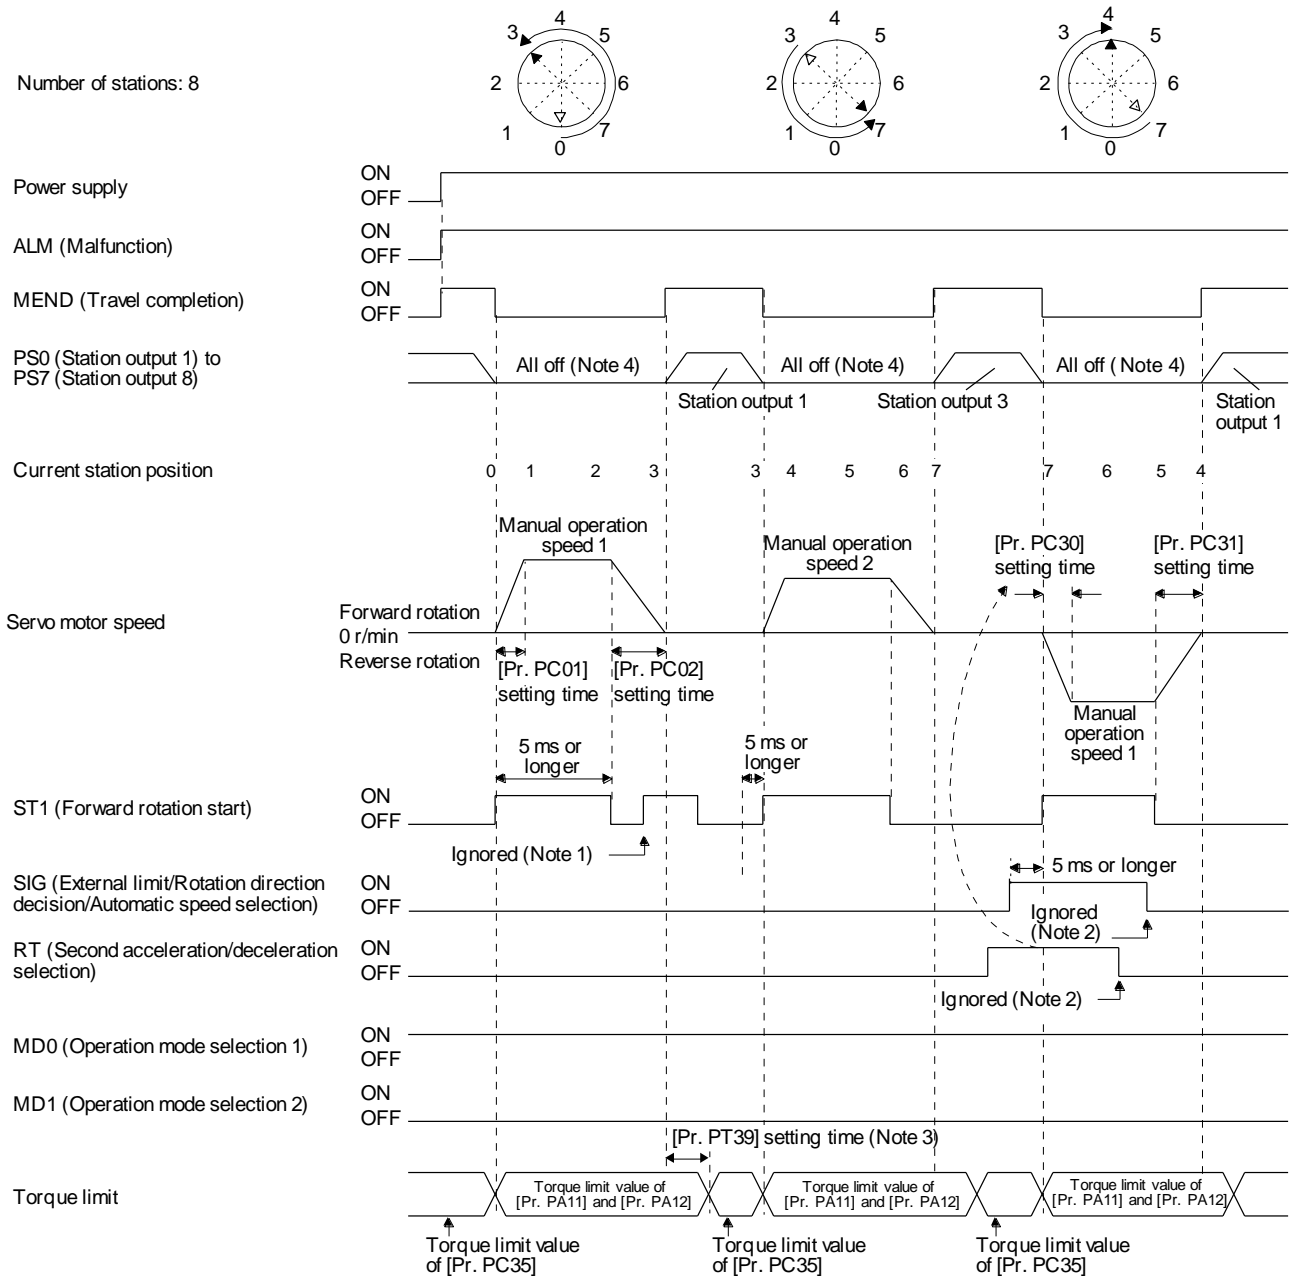 4
3
5
Number of stations: 8
2
6
1
7
0
4
3
5
2
6
1
7
0
4
3
5
2
6
1
7
0
Power supply
ON
OFF
ALM (Malfunction)
ON
OFF
MEND (Travel completion)
ON
OFF
PS0 (Station output 1) to
PS7 (Station output 8)
All off (Note 4)
All off (Note 4)
All off ( Note 4)
Station output 1
Station output 3
Station
output 1
Current station position
0 1 2 3 3 4 5 6 7 7 6 5 4
Manual operation
speed 1
Manual operation
speed 2
[Pr. PC30]
setting time
[Pr. PC31]
setting time
Servo motor speed
Forward rotation
0 r/min
Reverse rotation
[Pr. PC01]
setting time
[Pr. PC02]
setting time
Manual
operation
speed 1
5 ms or
longer
5 ms or
longer
ST1 (Forward rotation start)
ON
OFF
Ignored (Note 1)
5 ms or longer
SIG (External limit/Rotation direction
decision/Automatic speed selection)
ON
OFF
Ignored
(Note 2)
RT (Second acceleration/deceleration
selection)
ON
OFF
Ignored (Note 2)
MD0 (Operation mode selection 1)
ON
OFF
MD1 (Operation mode selection 2)
ON
OFF
[Pr. PT39] setting time (Note 3)
Torque limit
Torque limit value of
[Pr. PA11] and [Pr. PA12]
Torque limit value of
[Pr. PA11] and [Pr. PA12]
Torque limit value of
[Pr. PA11] and [Pr. PA12]
Torque limit value
of [Pr. PC35]
Torque limit value
of [Pr. PC35]
Torque limit value
of [Pr. PC35]